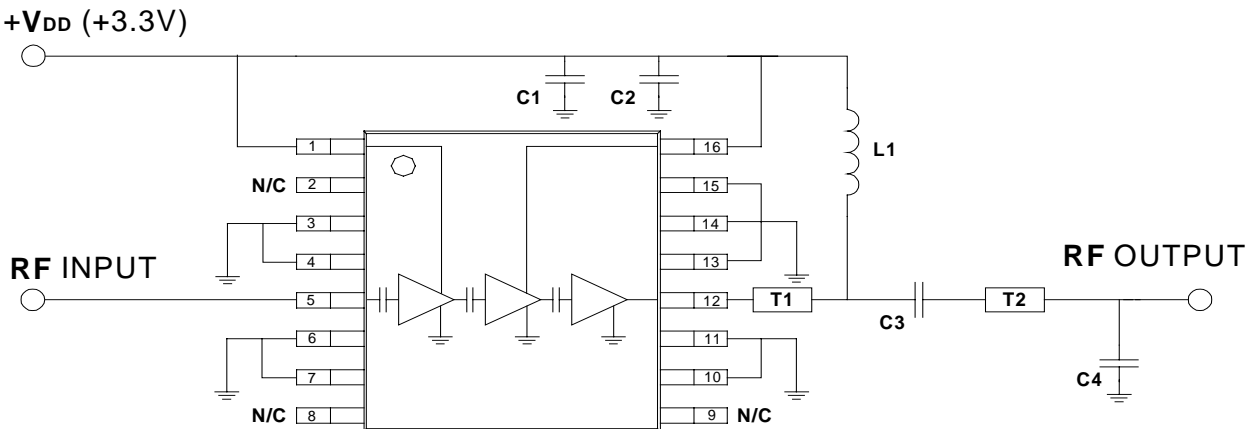 +VDD (+3.3V)
C1
C2
L1
1
16
N/C 2
15
3
14
RF INPUT
4
13
RF OUTPUT
5
12
T1
C3
T2
6
11
7
10
C4
N/C 8
9 N/C